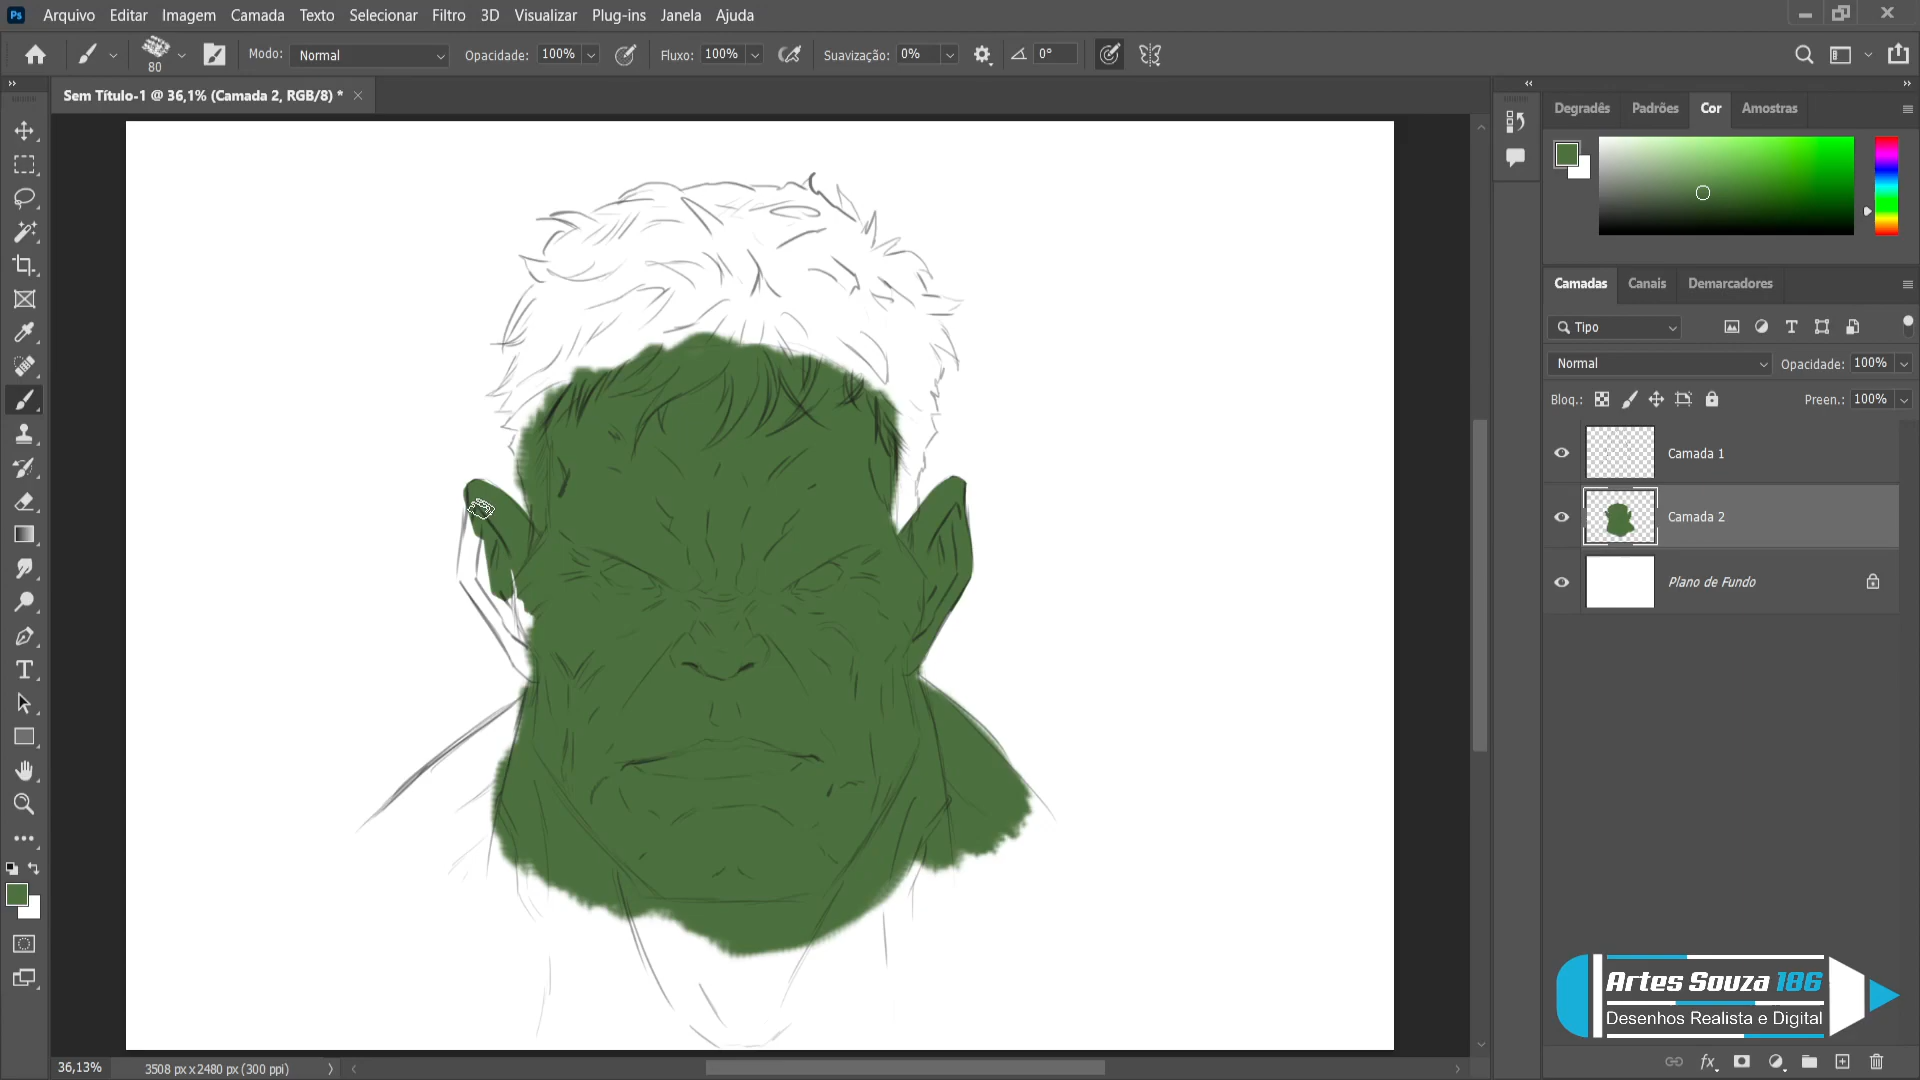 Ps Arquivo Editar Imagem Camada Texto Selecionar Filtro 3D Visualizar Plug-ins Janela Ajuda
80 Modo: Normal Opacidade: 100% Fluxo: 100% Suavização: 0% 0°
Sem Título-1 @ 36,1% (Camada 2, RGB/8) *
Degradês Padrões Cor Amostras
Camadas Canais Demarcadores
Tipo
Normal Opacidade: 100%
Bloq.: Preen.: 100%
Camada 1
Camada 2
Plano de Fundo
Artes Souza 186
Desenhos Realista e Digital
36,13% 3508 px x 2480 px (300 ppi)
fx